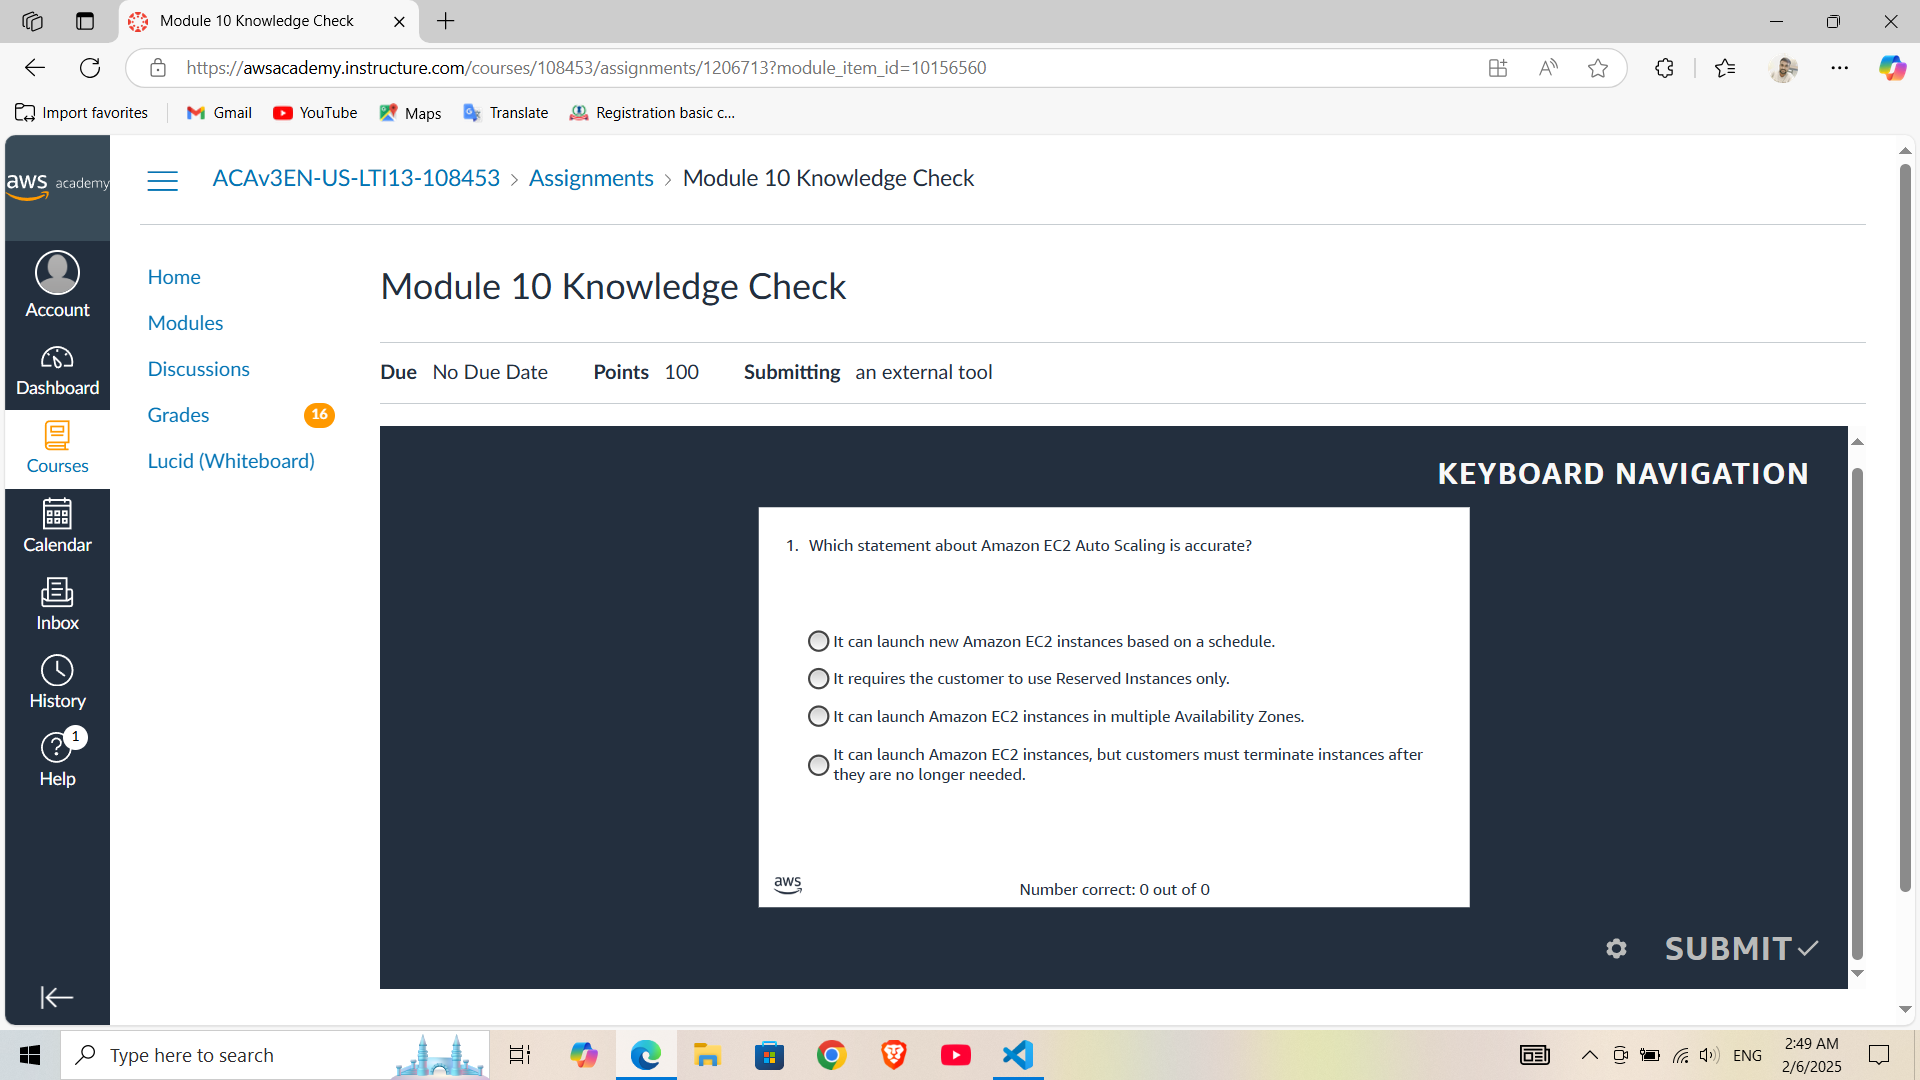 Module 10 Knowledge Check
https://awsacademy.instructure.com/courses/108453/assignments/1206713?module_item_id=10156560
Import favorites
Gmail
YouTube
Maps
Translate
Registration basic c...
aws academy
ACAv3EN-US-LTI13-108453 > Assignments > Module 10 Knowledge Check
Account
Dashboard
Courses
Calendar
Inbox
History
1
Help
Home
Modules
Discussions
Grades 16
Lucid (Whiteboard)
Module 10 Knowledge Check
Due No Due Date Points 100 Submitting an external tool
KEYBOARD NAVIGATION
1. Which statement about Amazon EC2 Auto Scaling is accurate?
It can launch new Amazon EC2 instances based on a schedule.
It requires the customer to use Reserved Instances only.
It can launch Amazon EC2 instances in multiple Availability Zones.
It can launch Amazon EC2 instances, but customers must terminate instances after
they are no longer needed.
aws
Number correct: 0 out of 0
SUBMIT
Type here to search
ENG
2:49 AM
2/6/2025